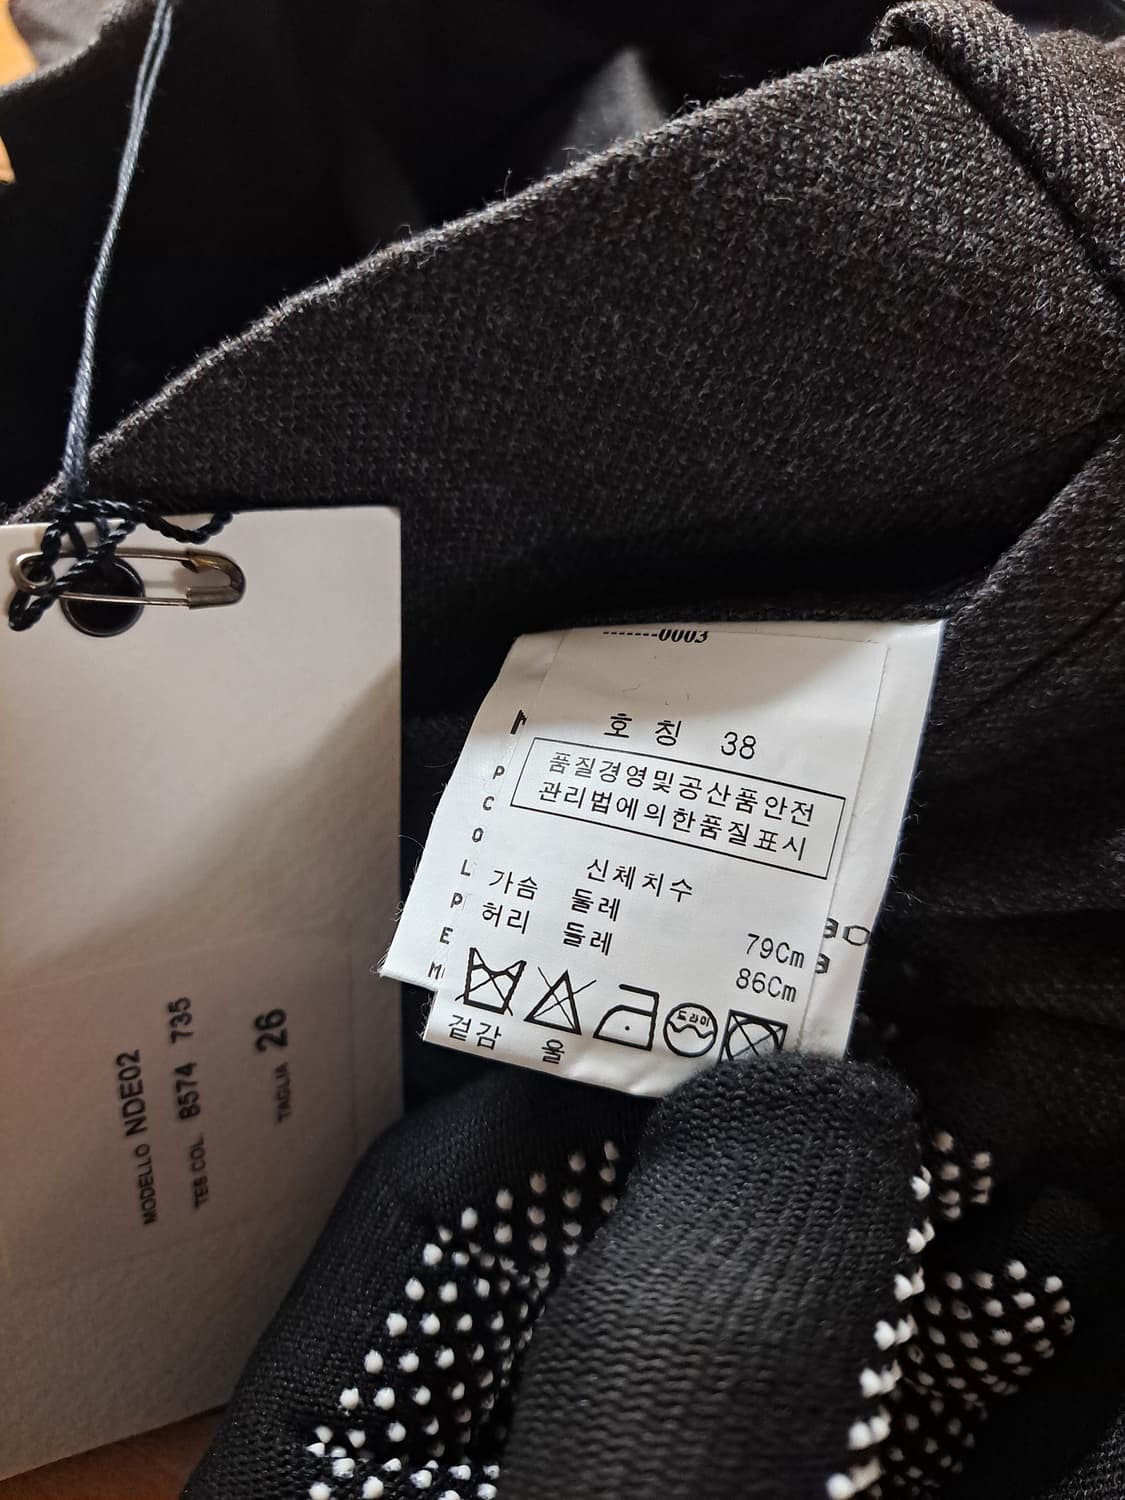 MODELLO NDE02
TES COL 8574 735
TAGLIA 26
-------0003
호 칭 38
품질경영및공산품안전
관리법에의한품질표시
신체치수
가슴 둘레 79Cm
허리 들레 86Cm
드라이
겉감 울
P
C
O
L
P
E
M